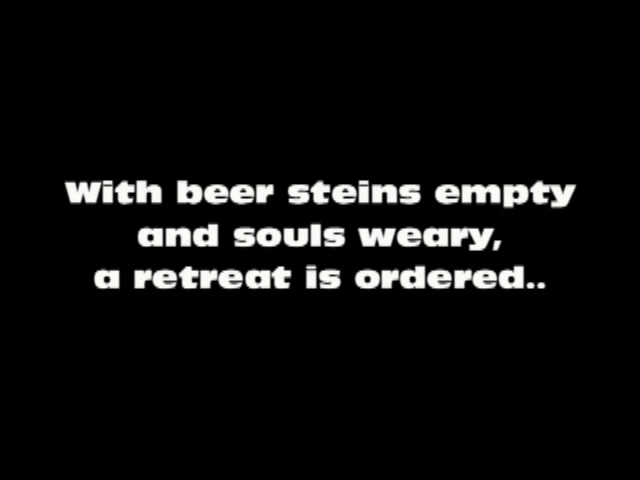 With beer steins empty
and souls weary,
a retreat is ordered..